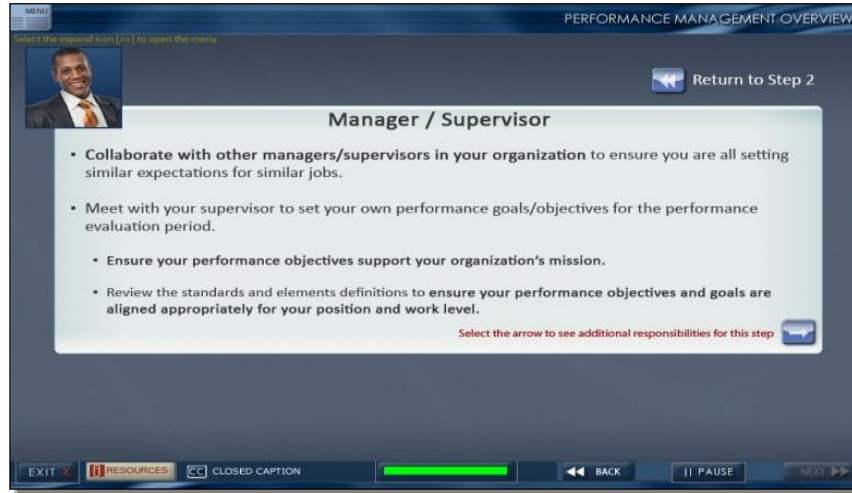 MENU
PERFORMANCE MANAGEMENT OVERVIEW
Select the expand icon [>>] to open the menu
Return to Step 2
Manager / Supervisor
• Collaborate with other managers/supervisors in your organization to ensure you are all setting
similar expectations for similar jobs.
• Meet with your supervisor to set your own performance goals/objectives for the performance
evaluation period.
• Ensure your performance objectives support your organization's mission.
• Review the standards and elements definitions to ensure your performance objectives and goals are
aligned appropriately for your position and work level.
Select the arrow to see additional responsibilities for this step
EXIT X RESOURCES CC CLOSED CAPTION BACK || PAUSE NEXT